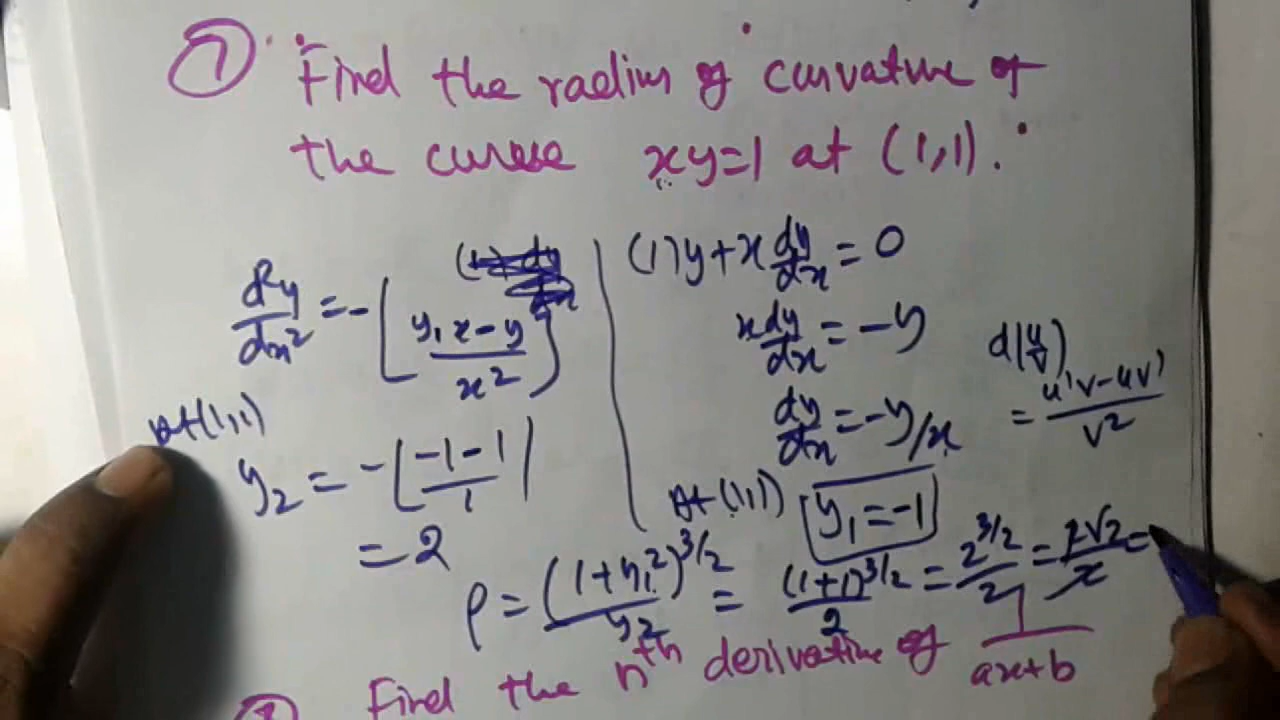 ⑦ Find the radius of curvature of
the curve xy=1 at (1,1).
d²y/dx² = -[(y₁x-y)/x²]
At (1,1)
y₂ = -[(-1-1)/1]
= 2
(1)y+x dy/dx = 0
x dy/dx = -y
dy/dx = -y/x
At (1,1) y₁=-1
d(u/v)
= (u'v-uv')/v²
ρ = (1+y₁²)^3/2/y₂ = (1+1)^3/2/2 = 2^3/2/2 = 2√2/2 =
⑧ Find the nth derivative of 1/(ax+b)